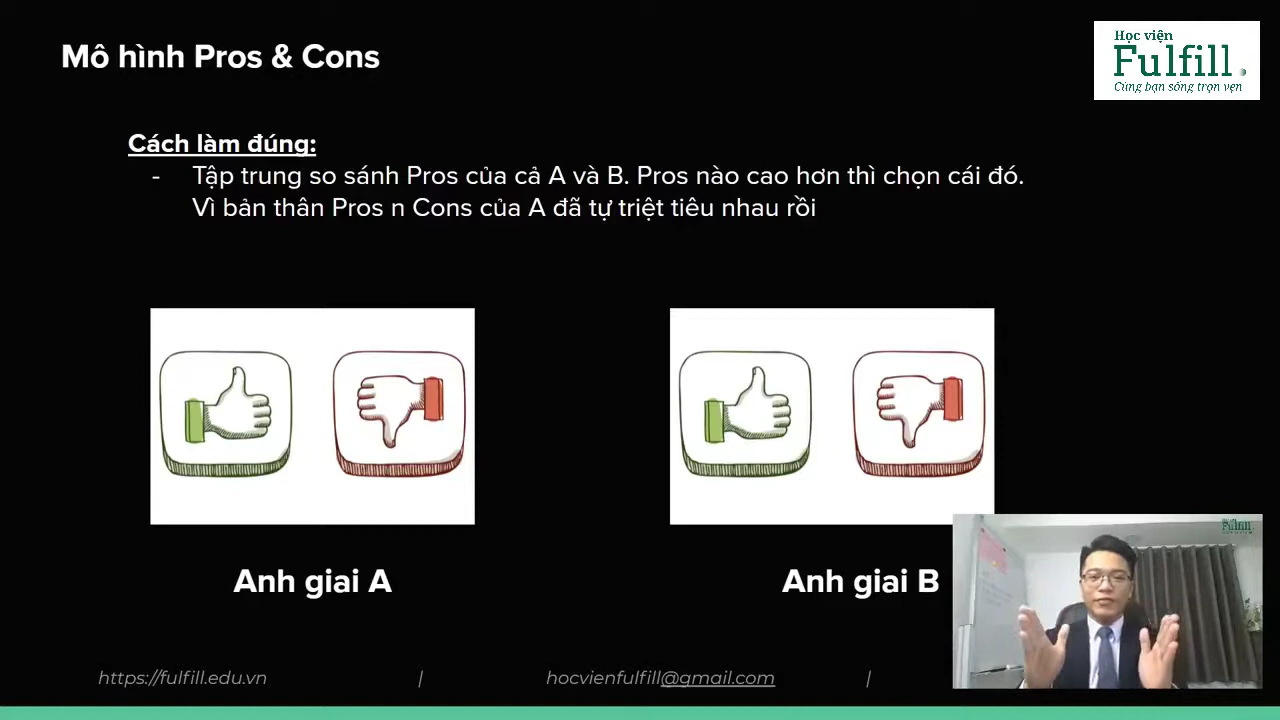 Mô hình Pros & Cons
Học viện
Fulfill.
Cùng bạn sống trọn vẹn
Cách làm đúng:
- Tập trung so sánh Pros của cả A và B. Pros nào cao hơn thì chọn cái đó.
Vì bản thân Pros n Cons của A đã tự triệt tiêu nhau rồi
Anh giai A
Anh giai B
Fulfill
https://fulfill.edu.vn | hocvienfulfill@gmail.com |